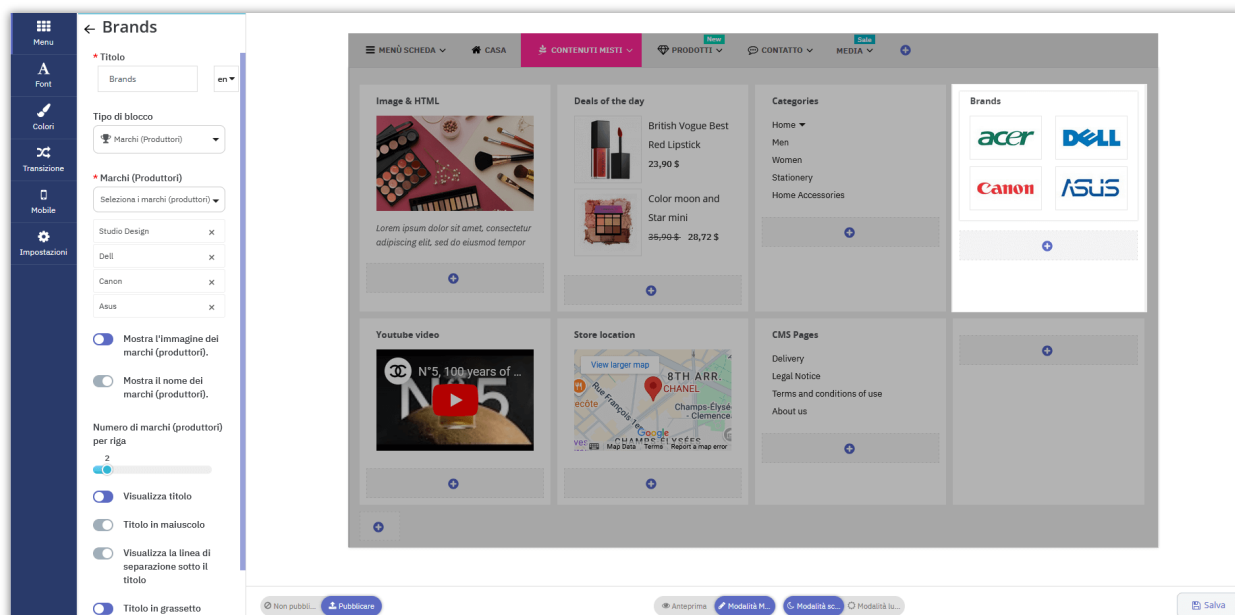 Menu
Font
Colori
Transizione
Mobile
Impostazioni
← Brands
* Titolo
Brands
en
Tipo di blocco
Marchi (Produttori)
* Marchi (Produttori)
Seleziona i marchi (produttori)
Studio Design ×
Dell ×
Canon ×
Asus ×
Mostra l'immagine dei
marchi (produttori).
Mostra il nome dei
marchi (produttori).
Numero di marchi (produttori)
per riga
2
Visualizza titolo
Titolo in maiuscolo
Visualizza la linea di
separazione sotto il
titolo
Titolo in grassetto
MENÙ SCHEDA
CASA
CONTENUTI MISTI
New
PRODOTTI
CONTATTO
Sale
MEDIA
Image & HTML
Lorem ipsum dolor sit amet, consectetur
adipiscing elit, sed do eiusmod tempor
Deals of the day
British Vogue Best
Red Lipstick
23,90 $
Color moon and
Star mini
35,90 $ 28,72 $
Categories
Home
Men
Women
Stationery
Home Accessories
Brands
acer
DELL
Canon
ASUS
Youtube video
N°5, 100 years of ...
N°5
Store location
View larger map
8TH ARR.
CHANEL
Rue François 1er
ecôte
Champs-Élysé
- Clemence
Google
CHAMPS ELYSÉES
Map Data Terms Report a map error
CMS Pages
Delivery
Legal Notice
Terms and conditions of use
About us
Non pubbli...
Pubblicare
Anteprima
Modalità M...
Modalità sc...
Modalità lu...
Salva